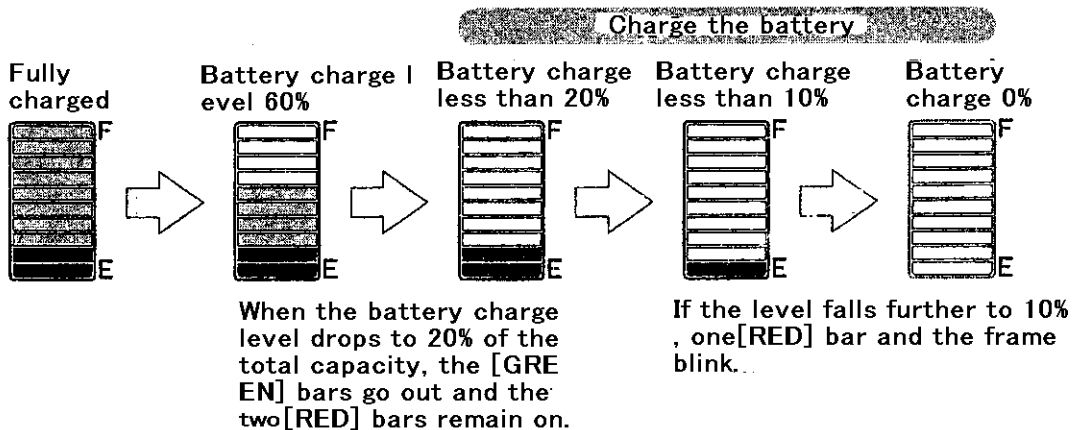 Charge the battery
Fully
charged
Battery charge l
evel 60%
Battery charge
less than 20%
Battery charge
less than 10%
Battery
charge 0%
F
F
F
F
F
E
E
E
E
E
When the battery charge
level drops to 20% of the
total capacity, the [GRE
EN] bars go out and the
two[RED] bars remain on.
If the level falls further to 10%
, one[RED] bar and the frame
blink.